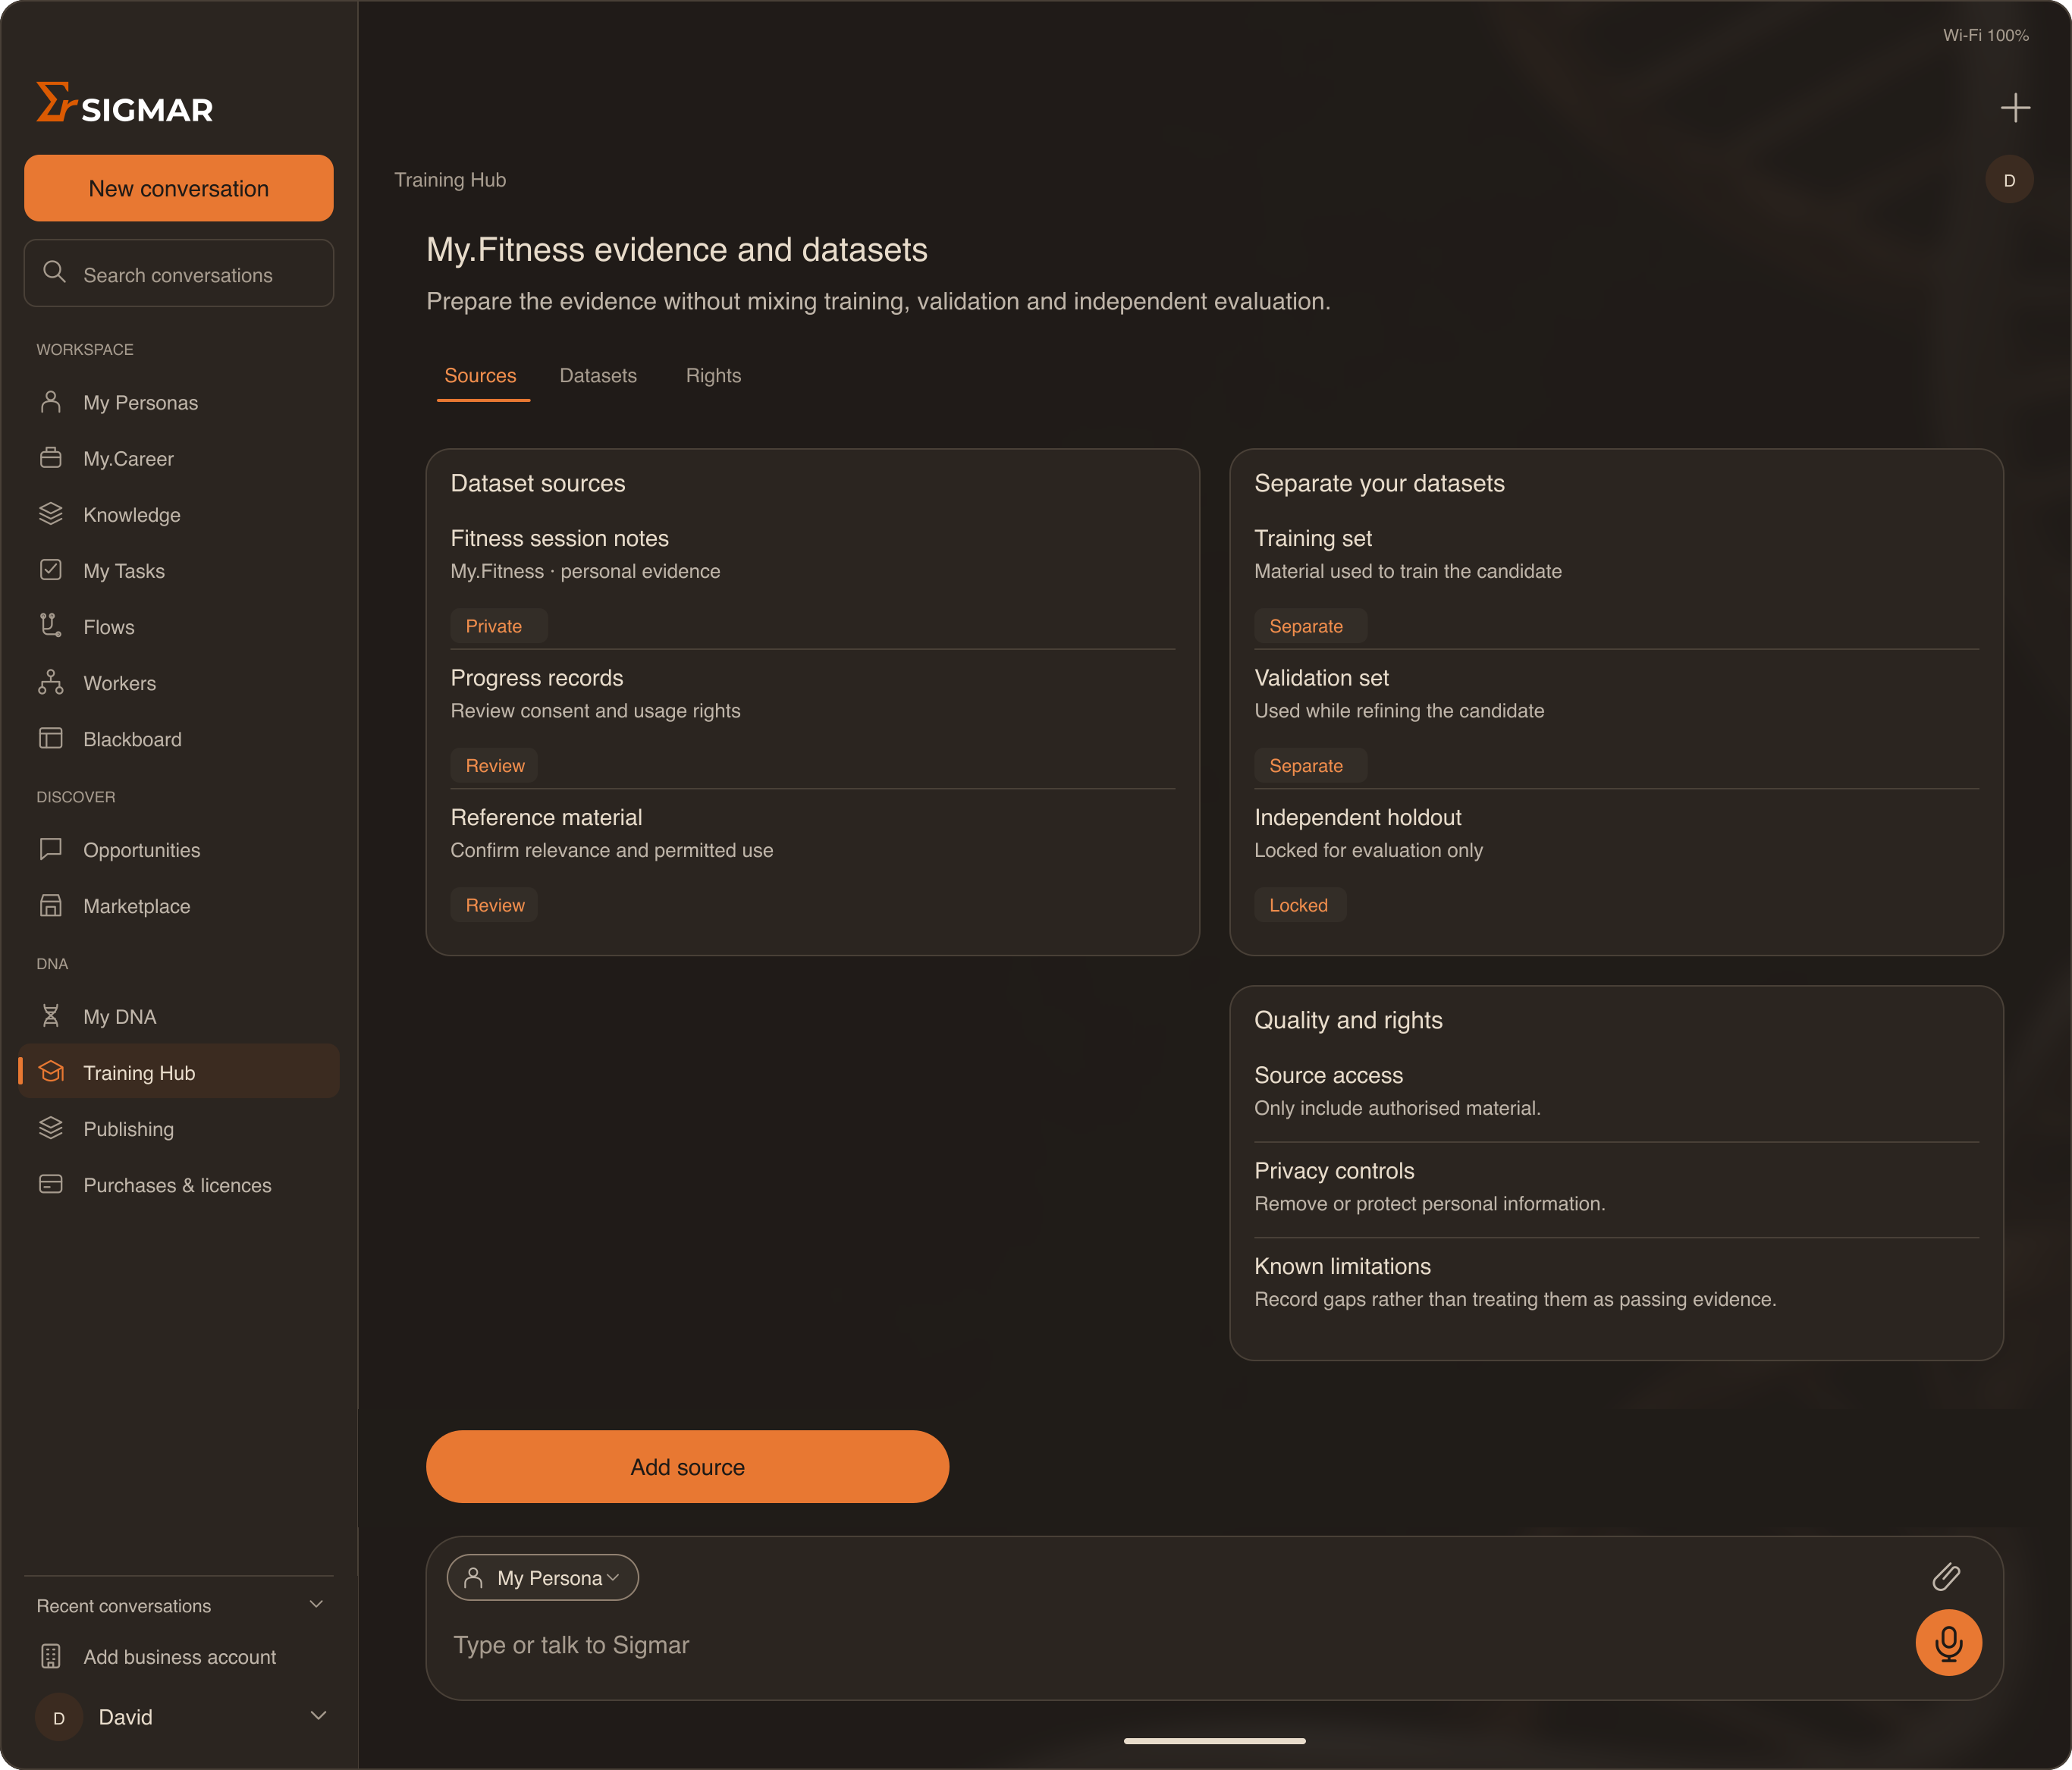 Wi-Fi 100%
Σr SIGMAR
New conversation
Search conversations
WORKSPACE
My Personas
My.Career
Knowledge
My Tasks
Flows
Workers
Blackboard
DISCOVER
Opportunities
Marketplace
DNA
My DNA
Training Hub
Publishing
Purchases & licences
Recent conversations
Add business account
D
David
Training Hub
D
My.Fitness evidence and datasets
Prepare the evidence without mixing training, validation and independent evaluation.
Sources
Datasets
Rights
Dataset sources
Fitness session notes
My.Fitness · personal evidence
Private
Progress records
Review consent and usage rights
Review
Reference material
Confirm relevance and permitted use
Review
Separate your datasets
Training set
Material used to train the candidate
Separate
Validation set
Used while refining the candidate
Separate
Independent holdout
Locked for evaluation only
Locked
Quality and rights
Source access
Only include authorised material.
Privacy controls
Remove or protect personal information.
Known limitations
Record gaps rather than treating them as passing evidence.
Add source
My Persona
Type or talk to Sigmar